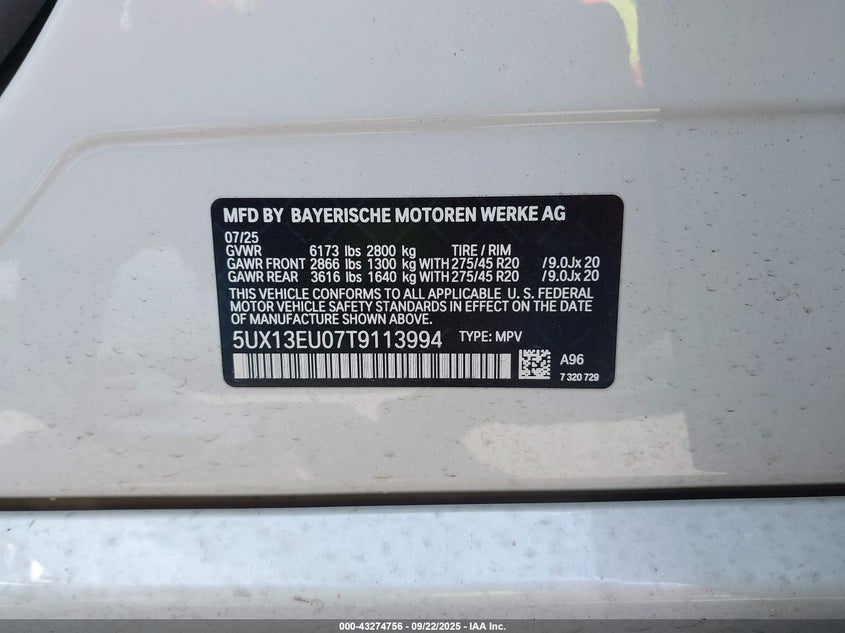 MFD BY BAYERISCHE MOTOREN WERKE AG
07/25
GVWR 6173 lbs 2800 kg TIRE / RIM
GAWR FRONT 2866 lbs 1300 kg WITH 275/45 R20 /9.0Jx 20
GAWR REAR 3616 lbs 1640 kg WITH 275/45 R20 /9.0Jx 20
THIS VEHICLE CONFORMS TO ALL APPLICABLE U. S. FEDERAL
MOTOR VEHICLE SAFETY STANDARDS IN EFFECT ON THE DATE
OF MANUFACTURE SHOWN ABOVE.
5UX13EU07T9113994 TYPE: MPV
A96
7 320 729
000-43274756 - 09/22/2025 - IAA Inc.